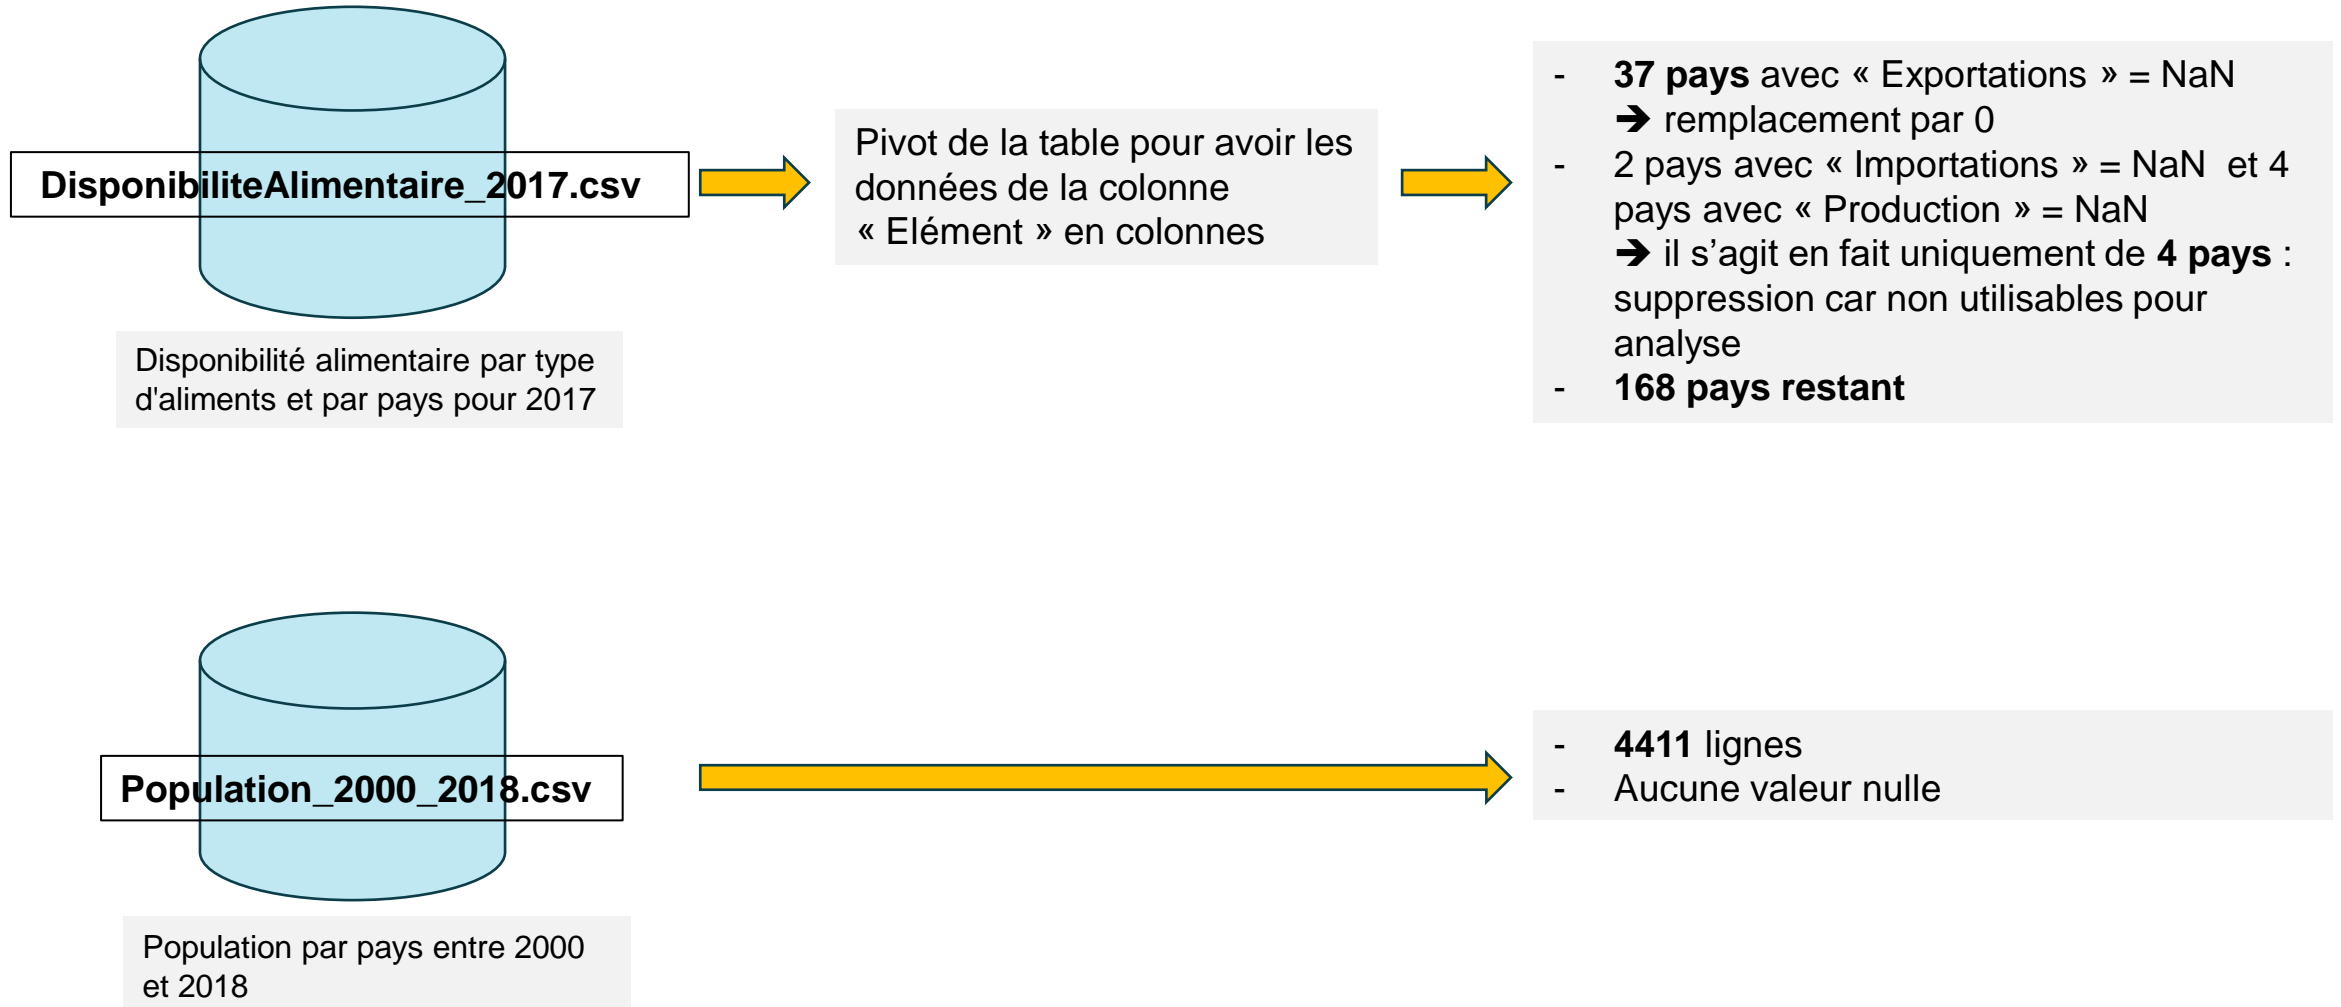 DisponibiliteAlimentaire_2017.csv
Disponibilité alimentaire par type
d'aliments et par pays pour 2017
Pivot de la table pour avoir les
données de la colonne
« Elément » en colonnes
- 37 pays avec « Exportations » = NaN
➔ remplacement par 0
- 2 pays avec « Importations » = NaN et 4
pays avec « Production » = NaN
➔ il s’agit en fait uniquement de 4 pays :
suppression car non utilisables pour
analyse
- 168 pays restant
Population_2000_2018.csv
Population par pays entre 2000
et 2018
- 4411 lignes
- Aucune valeur nulle